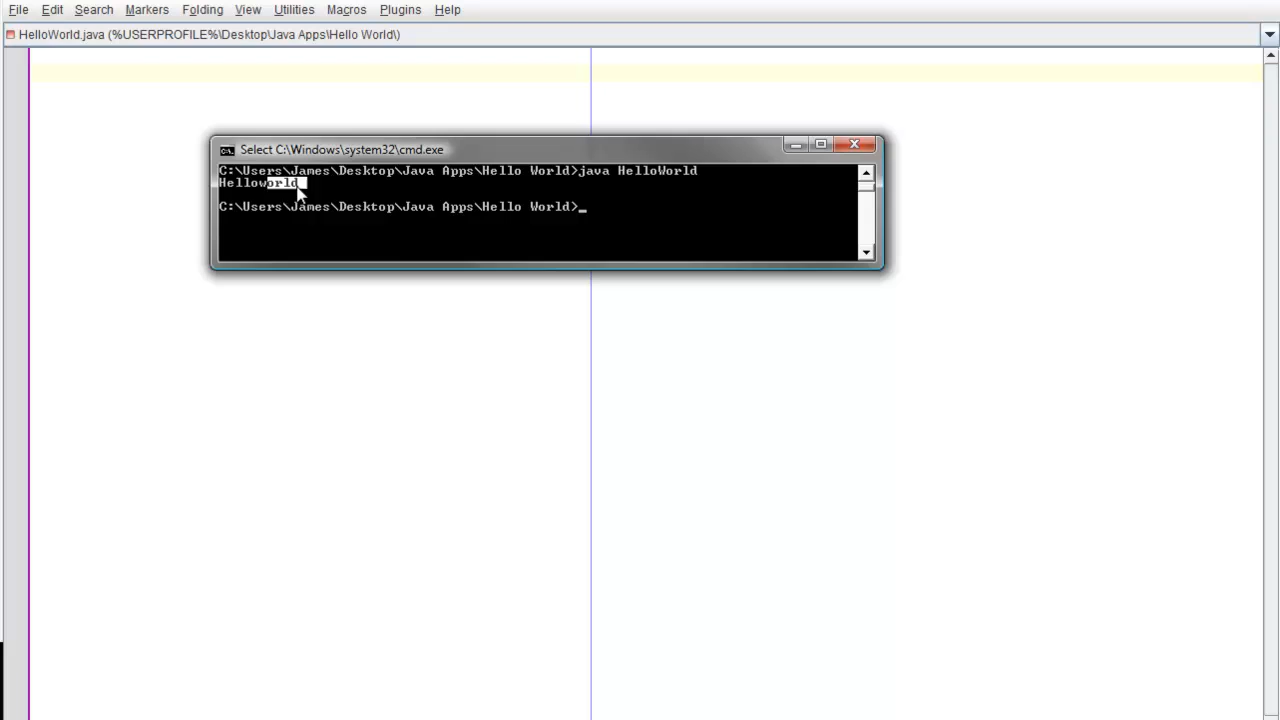 File Edit Search Markers Folding View Utilities Macros Plugins Help
HelloWorld.java (%USERPROFILE%\Desktop\Java Apps\Hello World\)
Select C:\Windows\system32\cmd.exe
C:\Users\James\Desktop\Java Apps\Hello World>java HelloWorld
Helloworld
C:\Users\James\Desktop\Java Apps\Hello World>_